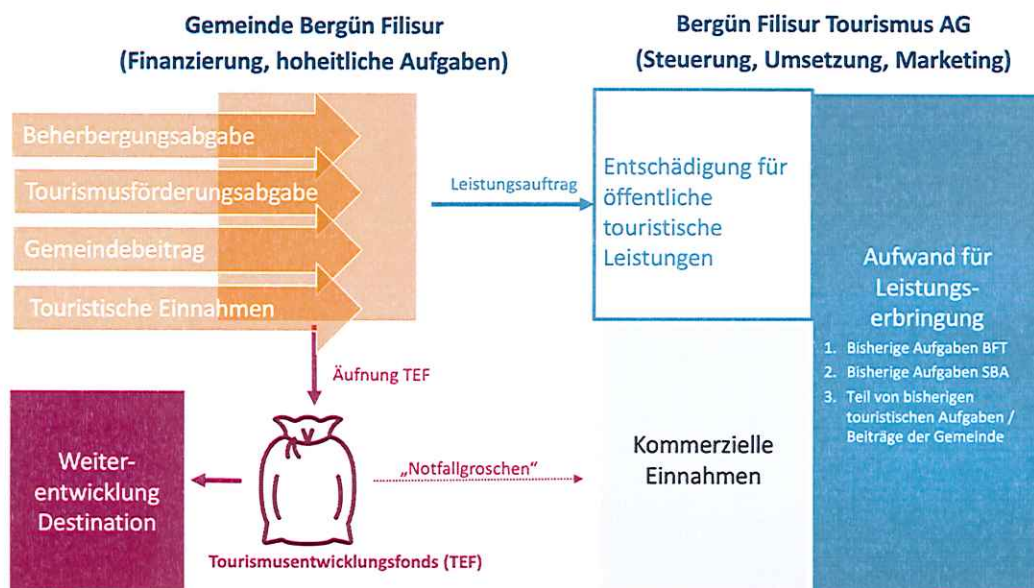 Gemeinde Bergün Filisur
(Finanzierung, hoheitliche Aufgaben)
Beherbergungsabgabe
Tourismusförderungsabgabe
Gemeindebeitrag
Touristische Einnahmen
Leistungsauftrag
Äufnung TEF
Weiter-
entwicklung
Destination
„Notfallgroschen“
Tourismusentwicklungsfonds (TEF)
Bergün Filisur Tourismus AG
(Steuerung, Umsetzung, Marketing)
Entschädigung für
öffentliche
touristische
Leistungen
Kommerzielle
Einnahmen
Aufwand für
Leistungs-
erbringung
1. Bisherige Aufgaben BFT
2. Bisherige Aufgaben SBA
3. Teil von bisherigen
touristischen Aufgaben /
Beiträge der Gemeinde